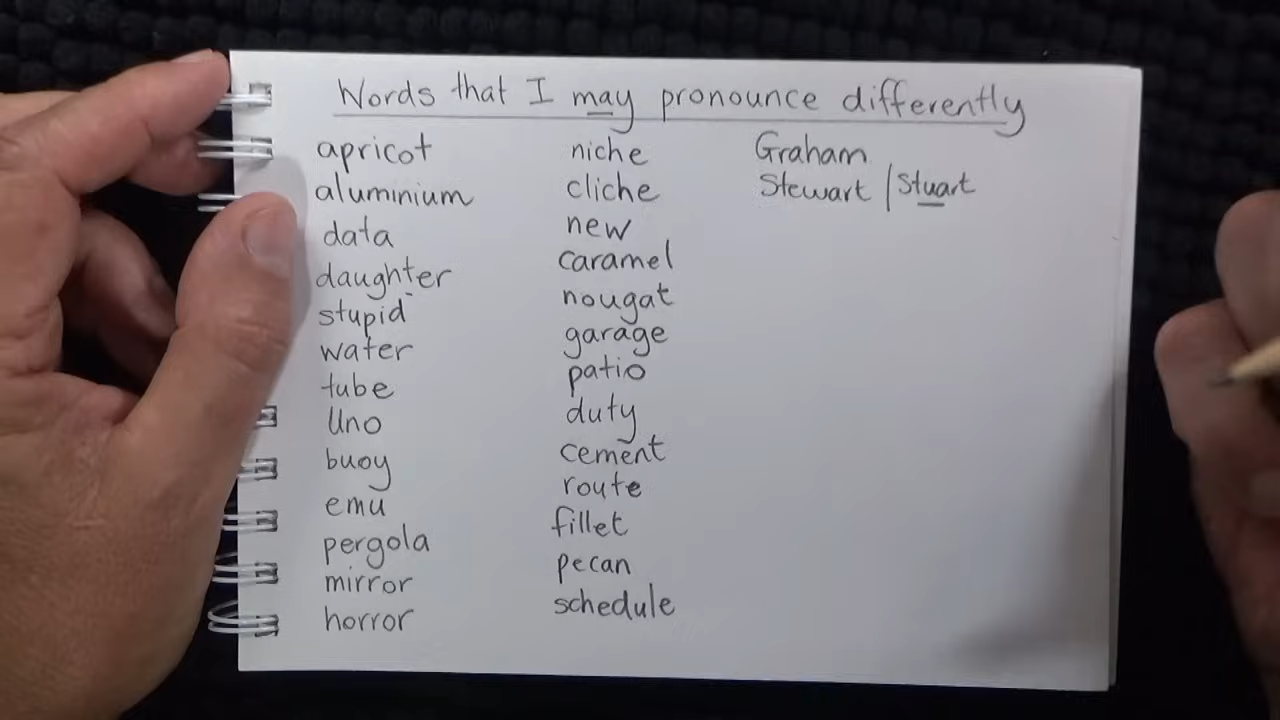 Words that I may pronounce differently
apricot
aluminium
data
daughter
stupid
water
tube
Uno
buoy
emu
pergola
mirror
horror
niche
cliche
new
caramel
nougat
garage
patio
duty
cement
route
fillet
pecan
schedule
Graham
Stewart / Stuart